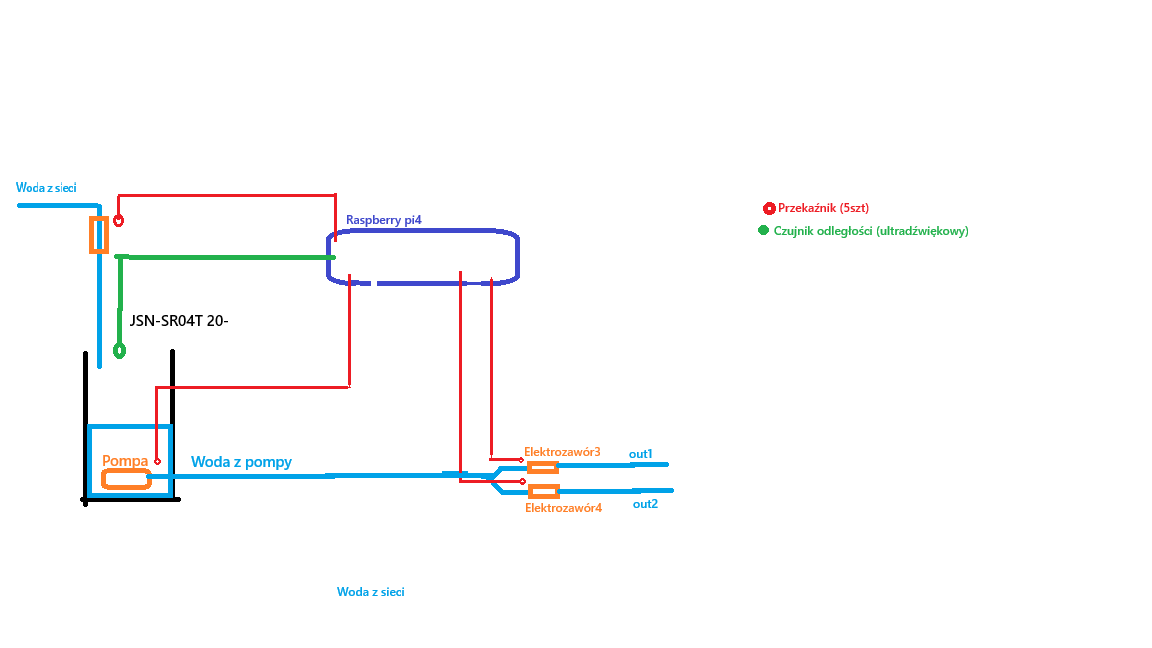 Woda z sieci
Raspberry pi4
Przekaźnik (5szt)
Czujnik odległości (ultradźwiękowy)
JSN-SR04T 20-
Pompa
Woda z pompy
Elektrozawór3
out1
Elektrozawór4
out2
Woda z sieci